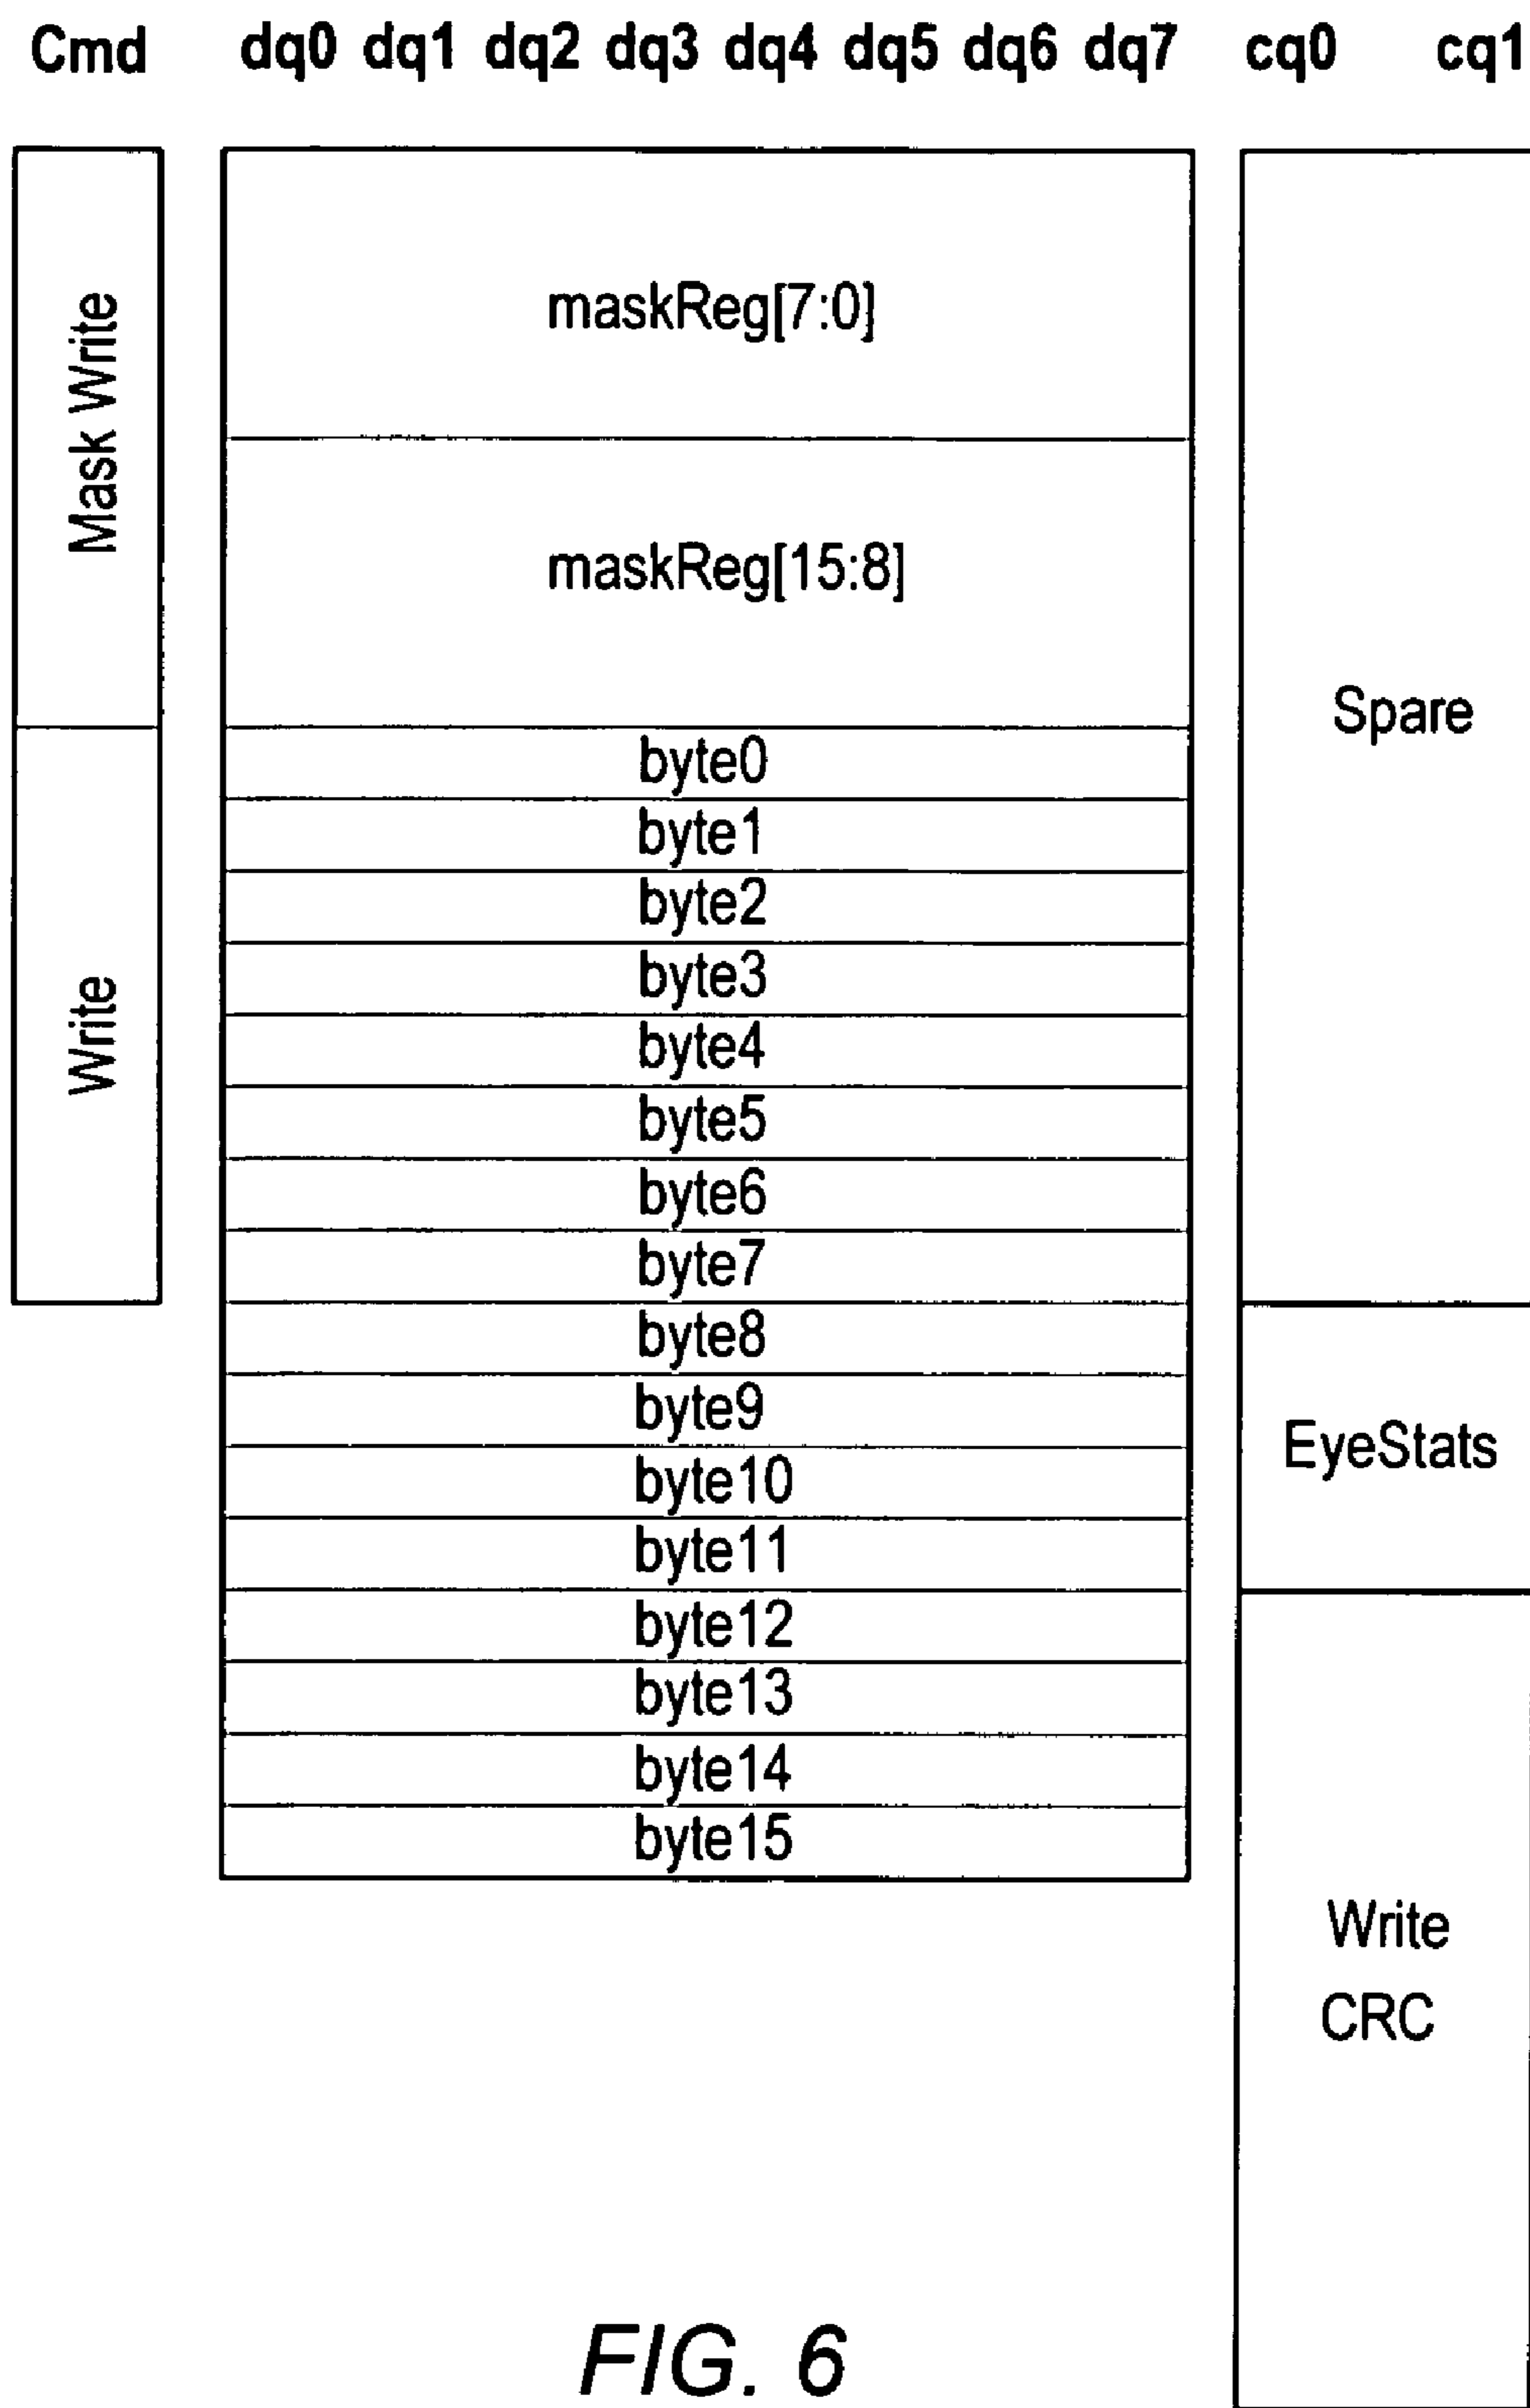 Cmd dq0 dq1 dq2 dq3 dq4 dq5 dq6 dq7 cq0 cq1
Mask Write
maskReg[7:0]
maskReg[15:8]
Spare
Write
byte0
byte1
byte2
byte3
byte4
byte5
byte6
byte7
byte8
byte9
EyeStats
byte10
byte11
byte12
byte13
byte14
byte15
Write
CRC
FIG. 6